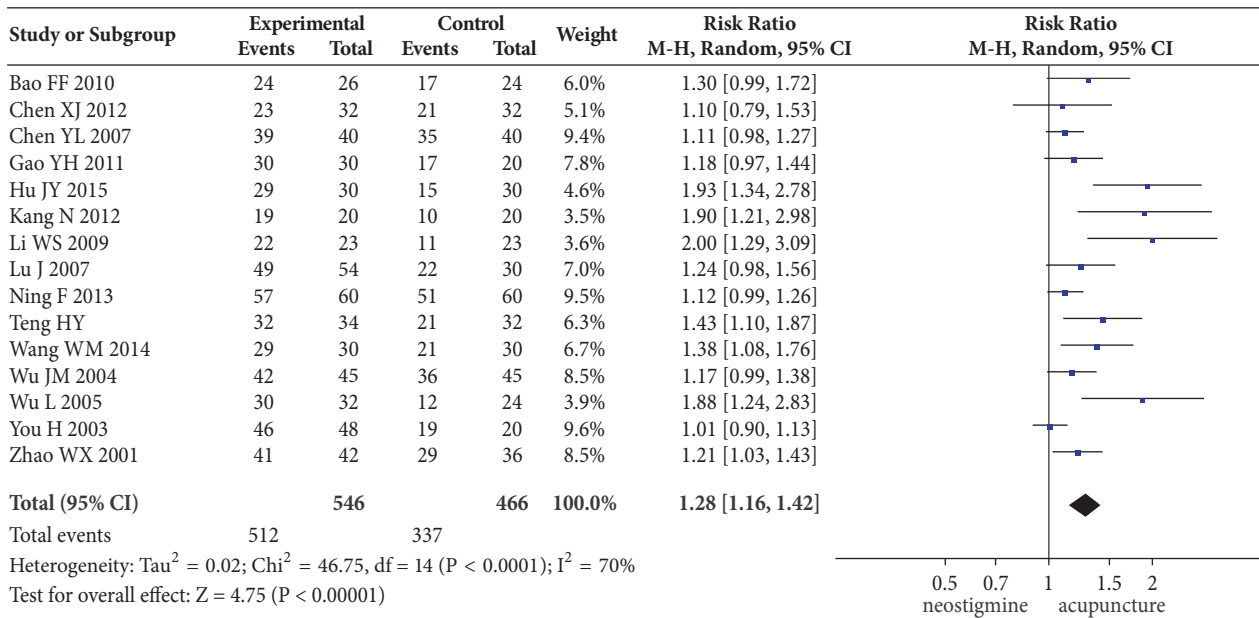 Study or Subgroup Experimental Control Weight Risk Ratio Risk Ratio
Events Total Events Total M-H, Random, 95% CI M-H, Random, 95% CI
Bao FF 2010 24 26 17 24 6.0% 1.30 [0.99, 1.72]
Chen XJ 2012 23 32 21 32 5.1% 1.10 [0.79, 1.53]
Chen YL 2007 39 40 35 40 9.4% 1.11 [0.98, 1.27]
Gao YH 2011 30 30 17 20 7.8% 1.18 [0.97, 1.44]
Hu JY 2015 29 30 15 30 4.6% 1.93 [1.34, 2.78]
Kang N 2012 19 20 10 20 3.5% 1.90 [1.21, 2.98]
Li WS 2009 22 23 11 23 3.6% 2.00 [1.29, 3.09]
Lu J 2007 49 54 22 30 7.0% 1.24 [0.98, 1.56]
Ning F 2013 57 60 51 60 9.5% 1.12 [0.99, 1.26]
Teng HY 32 34 21 32 6.3% 1.43 [1.10, 1.87]
Wang WM 2014 29 30 21 30 6.7% 1.38 [1.08, 1.76]
Wu JM 2004 42 45 36 45 8.5% 1.17 [0.99, 1.38]
Wu L 2005 30 32 12 24 3.9% 1.88 [1.24, 2.83]
You H 2003 46 48 19 20 9.6% 1.01 [0.90, 1.13]
Zhao WX 2001 41 42 29 36 8.5% 1.21 [1.03, 1.43]
Total (95% CI) 546 466 100.0% 1.28 [1.16, 1.42]
Total events 512 337
Heterogeneity: Tau² = 0.02; Chi² = 46.75, df = 14 (P < 0.0001); I² = 70%
Test for overall effect: Z = 4.75 (P < 0.00001)
0.5 0.7 1 1.5 2
neostigmine acupuncture